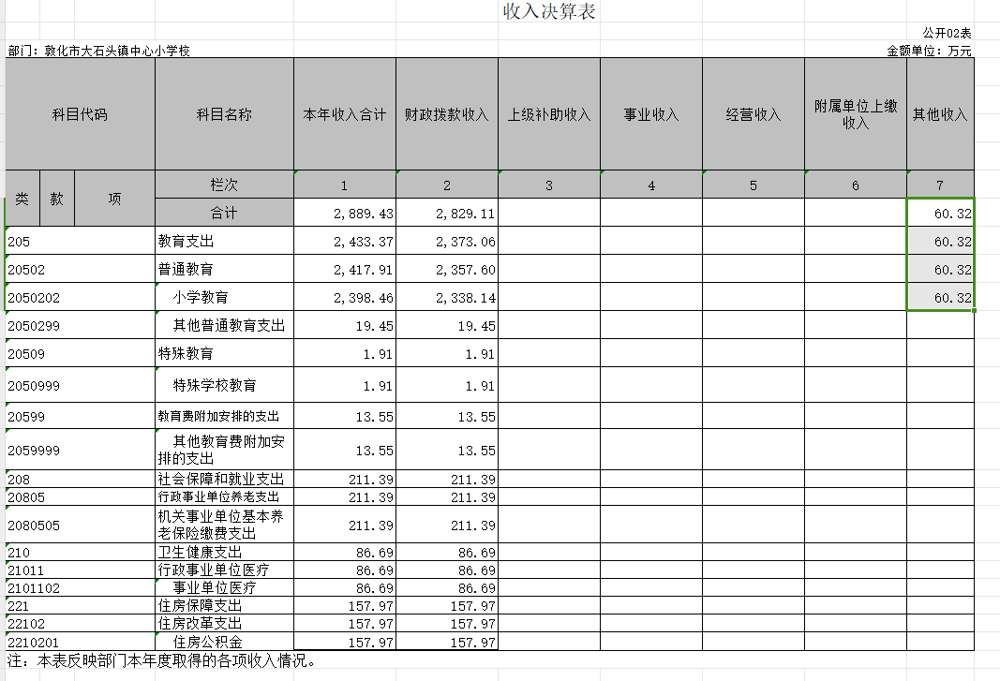 收入决算表
公开02表
部门：敦化市大石头镇中心小学校 金额单位：万元
科目代码 科目名称 本年收入合计 财政拨款收入 上级补助收入 事业收入 经营收入 附属单位上缴收入 其他收入
类 款 项 栏次 1 2 3 4 5 6 7
合计 2,889.43 2,829.11 60.32
205 教育支出 2,433.37 2,373.06 60.32
20502 普通教育 2,417.91 2,357.60 60.32
2050202 小学教育 2,398.46 2,338.14 60.32
2050299 其他普通教育支出 19.45 19.45
20509 特殊教育 1.91 1.91
2050999 特殊学校教育 1.91 1.91
20599 教育费附加安排的支出 13.55 13.55
2059999 其他教育费附加安排的支出 13.55 13.55
208 社会保障和就业支出 211.39 211.39
20805 行政事业单位养老支出 211.39 211.39
2080505 机关事业单位基本养老保险缴费支出 211.39 211.39
210 卫生健康支出 86.69 86.69
21011 行政事业单位医疗 86.69 86.69
2101102 事业单位医疗 86.69 86.69
221 住房保障支出 157.97 157.97
22102 住房改革支出 157.97 157.97
2210201 住房公积金 157.97 157.97
注：本表反映部门本年度取得的各项收入情况。